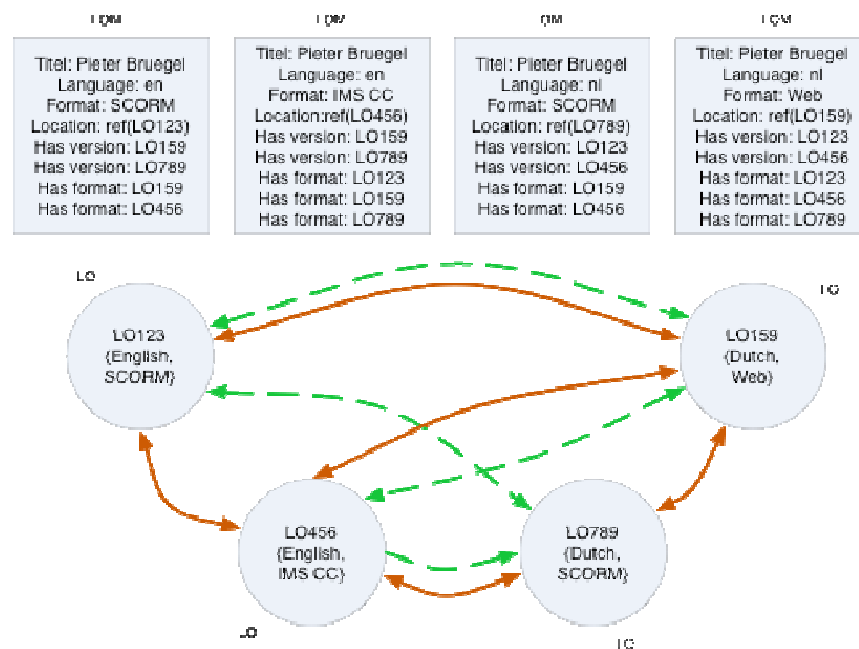 Titel: Pieter Bruegel
Language: en
Format: SCORM
Location: ref(LO123)
Has version: LO159
Has version: LO789
Has format: LO159
Has format: LO456
Titel: Pieter Bruegel
Language: en
Format: IMS CC
Location:ref(LO456)
Has version: LO159
Has version: LO789
Has format: LO123
Has format: LO159
Has format: LO789
Titel: Pieter Bruegel
Language: nl
Format: SCORM
Location: ref(LO789)
Has version: LO123
Has version: LO456
Has format: LO159
Has format: LO456
Titel: Pieter Bruegel
Language: nl
Format: Web
Location: ref(LO159)
Has version: LO123
Has version: LO456
Has format: LO123
Has format: LO456
Has format: LO789
LO
LO123
{English,
SCORM}
LO159
{Dutch,
Web}
LO456
{English,
IMS CC}
LO789
{Dutch,
SCORM}
LO